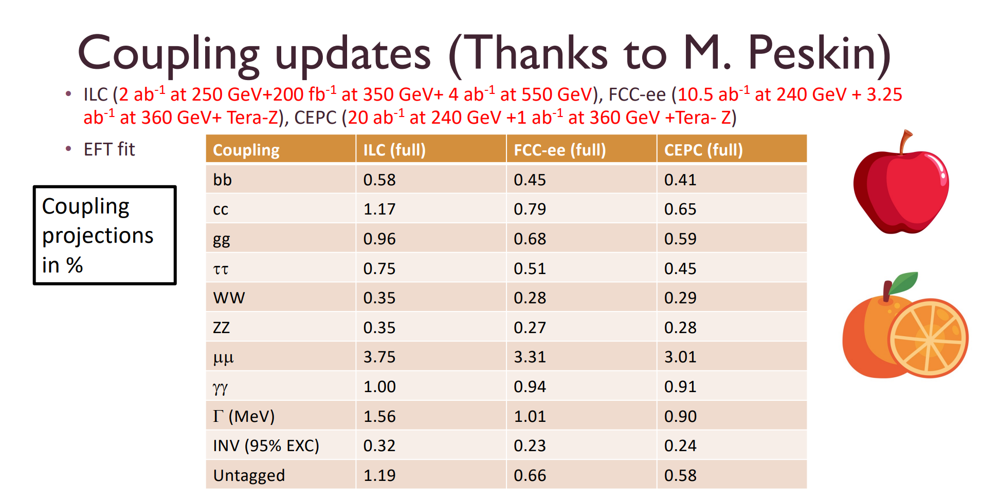 Coupling updates (Thanks to M. Peskin)
• ILC (2 ab⁻¹ at 250 GeV+200 fb⁻¹ at 350 GeV+ 4 ab⁻¹ at 550 GeV), FCC-ee (10.5 ab⁻¹ at 240 GeV + 3.25
ab⁻¹ at 360 GeV+ Tera-Z), CEPC (20 ab⁻¹ at 240 GeV +1 ab⁻¹ at 360 GeV +Tera- Z)
• EFT fit
Coupling
projections
in %
Coupling ILC (full) FCC-ee (full) CEPC (full)
bb 0.58 0.45 0.41
cc 1.17 0.79 0.65
gg 0.96 0.68 0.59
ττ 0.75 0.51 0.45
WW 0.35 0.28 0.29
ZZ 0.35 0.27 0.28
μμ 3.75 3.31 3.01
γγ 1.00 0.94 0.91
Γ (MeV) 1.56 1.01 0.90
INV (95% EXC) 0.32 0.23 0.24
Untagged 1.19 0.66 0.58